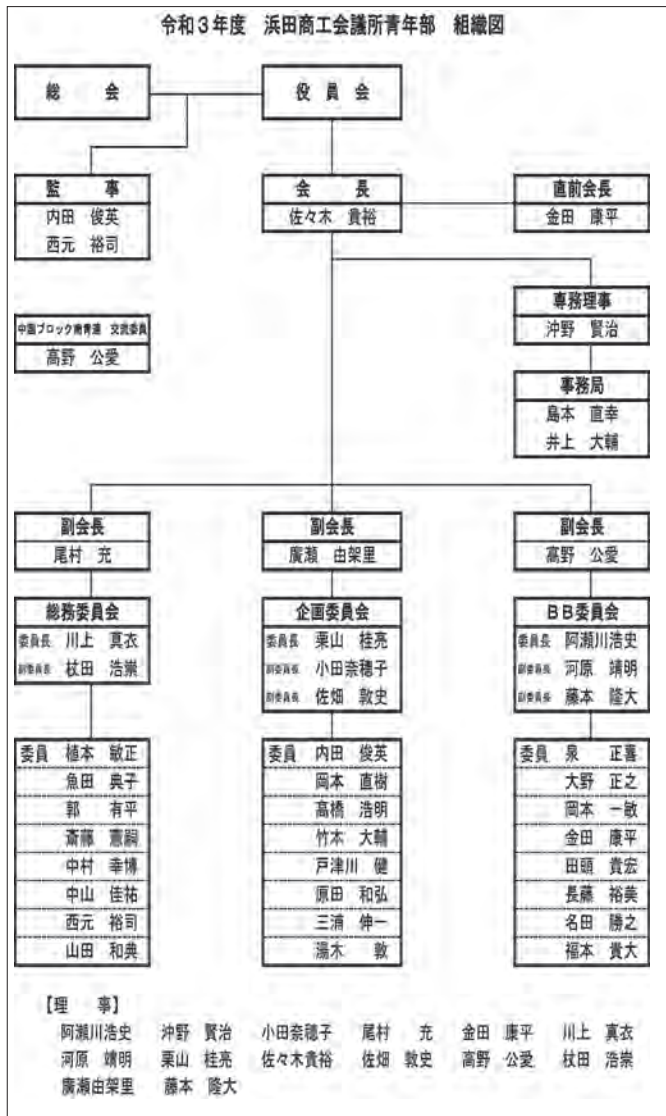 令和3年度　浜田商工会議所青年部　組織図
総　会
役　員　会
監　事
内田　俊英
西元　裕司
会　長
佐々木　貴裕
直前会長
金田　康平
専務理事
沖野　賢治
中国ブロック商青連　交流委員
高野　公愛
事務局
島本　直幸
井上　大輔
副会長
尾村　充
副会長
廣瀬　由架里
副会長
高野　公愛
総務委員会
委員長　川上　真衣
副委員長　杖田　浩崇
企画委員会
委員長　栗山　桂亮
副委員長　小田奈穂子
副委員長　佐畑　敦史
BB委員会
委員長　阿瀬川浩史
副委員長　河原　靖明
副委員長　藤本　隆大
委員　植本　敏正
魚田　典子
郭　有平
斎藤　憲嗣
中村　幸博
中山　佳祐
西元　裕司
山田　和典
委員　内田　俊英
岡本　直樹
髙橋　浩明
竹本　大輔
戸津川　健
原田　和弘
三浦　伸一
湯木　敦
委員　泉　正喜
大野　正之
岡本　一敏
金田　康平
田頭　貴宏
長藤　裕美
名田　勝之
福本　貴大
【理　事】
阿瀬川浩史　沖野　賢治　小田奈穂子　尾村　充　金田　康平　川上　真衣
河原　靖明　栗山　桂亮　佐々木貴裕　佐畑　敦史　高野　公愛　杖田　浩崇
廣瀬由架里　藤本　隆大